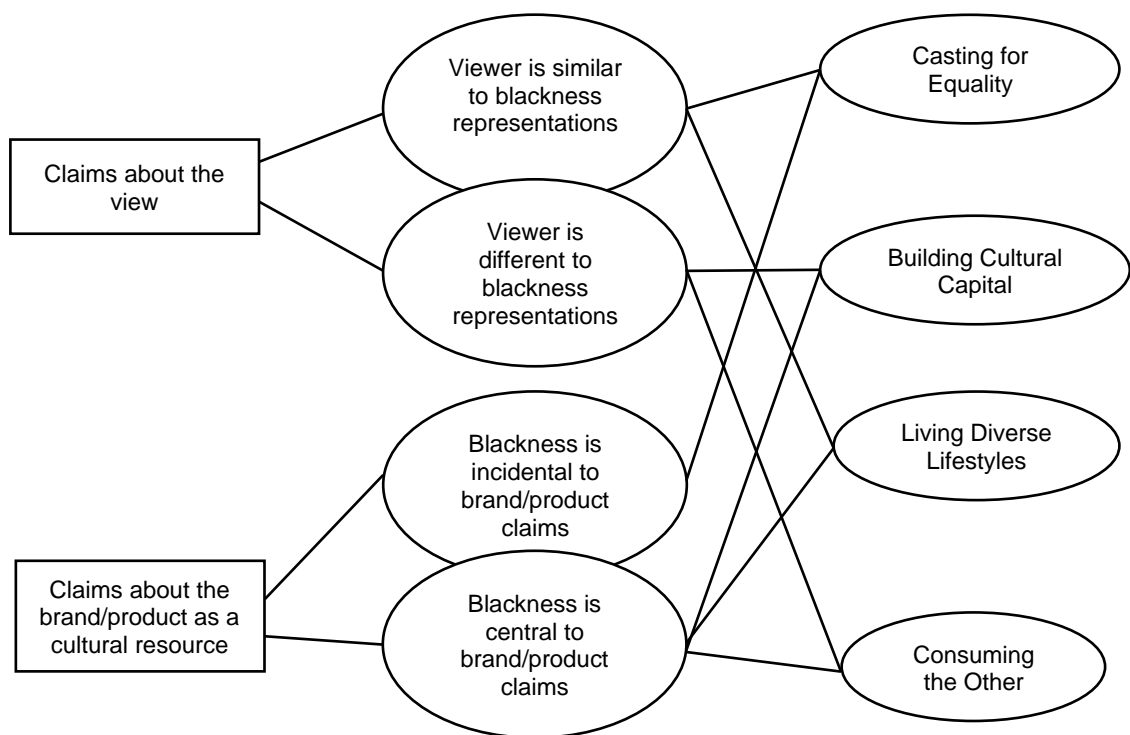 Claims about the
view
Viewer is similar
to blackness
representations
Viewer is
different to
blackness
representations
Blackness is
incidental to
brand/product
claims
Claims about the
brand/product as a
cultural resource
Blackness is
central to
brand/product
claims
Casting for
Equality
Building Cultural
Capital
Living Diverse
Lifestyles
Consuming
the Other